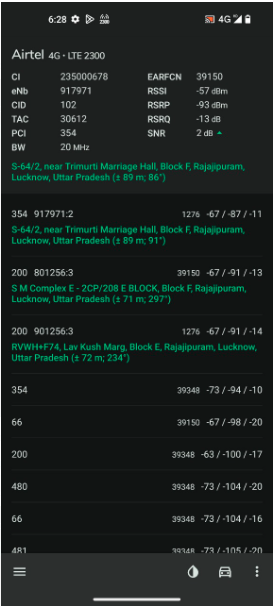 6:28
2300
4G
Airtel 4G · LTE 2300
CI 235000678 EARFCN 39150
eNb 917971 RSSI -57 dBm
CID 102 RSRP -93 dBm
TAC 30612 RSRQ -13 dB
PCI 354 SNR 2 dB
BW 20 MHz
S-64/2, near Trimurti Marriage Hall, Block F, Rajajipuram,
Lucknow, Uttar Pradesh (± 89 m; 86°)
354 917971:2 1276 -67 / -87 / -11
S-64/2, near Trimurti Marriage Hall, Block F, Rajajipuram,
Lucknow, Uttar Pradesh (± 89 m; 91°)
200 801256:3 39150 -67 / -91 / -13
S M Complex E - 2CP/208 E BLOCK, Block E, Rajajipuram,
Lucknow, Uttar Pradesh (± 71 m; 297°)
200 901256:3 1276 -67 / -91 / -14
RVWH+F74, Lav Kush Marg, Block E, Rajajipuram, Lucknow,
Uttar Pradesh (± 72 m; 234°)
354 39348 -73 / -94 / -10
66 39150 -67 / -98 / -20
200 39348 -63 / -100 / -17
480 39348 -73 / -104 / -20
66 39348 -73 / -104 / -16
481 39348 -73 / -105 / -20